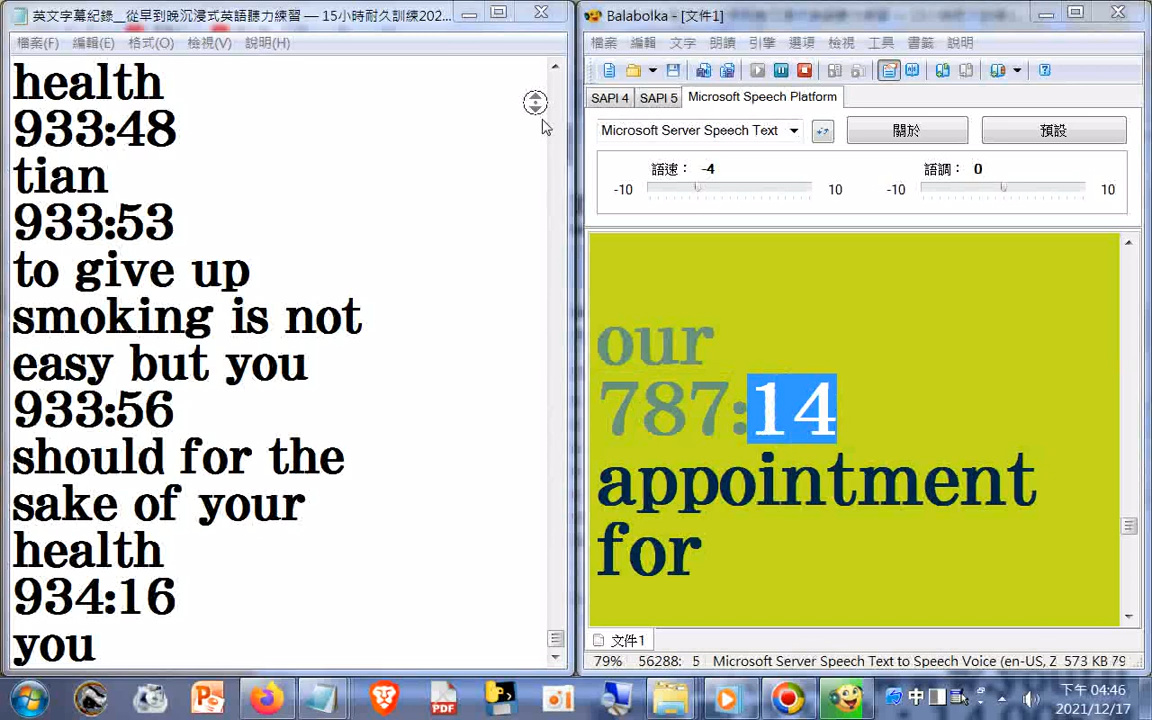 英文字幕紀錄__從早到晚沉浸式英語聽力練習 — 15小時耐久訓練202...
檔案(F) 編輯(E) 格式(O) 檢視(V) 說明(H)
health
933:48
tian
933:53
to give up
smoking is not
easy but you
933:56
should for the
sake of your
health
934:16
you
Balabolka - [文件1]
檔案 編輯 文字 朗讀 引擎 選項 檢視 工具 書籤 說明
SAPI 4 SAPI 5 Microsoft Speech Platform
Microsoft Server Speech Text 關於 預設
語速： -4 語調： 0
-10 10 -10 10
our
787:14
appointment
for
文件1
79% 56288: 5 Microsoft Server Speech Text to Speech Voice (en-US, Z 573 KB 79
PDF 中 下午 04:46
2021/12/17